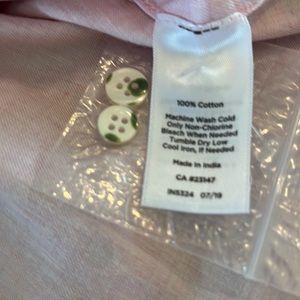 100% Cotton
Machine Wash Cold
Only Non-Chlorine
Bleach When Needed
Tumble Dry Low
Cool Iron, If Needed
Made In India
CA #23147
IN5324 07/19